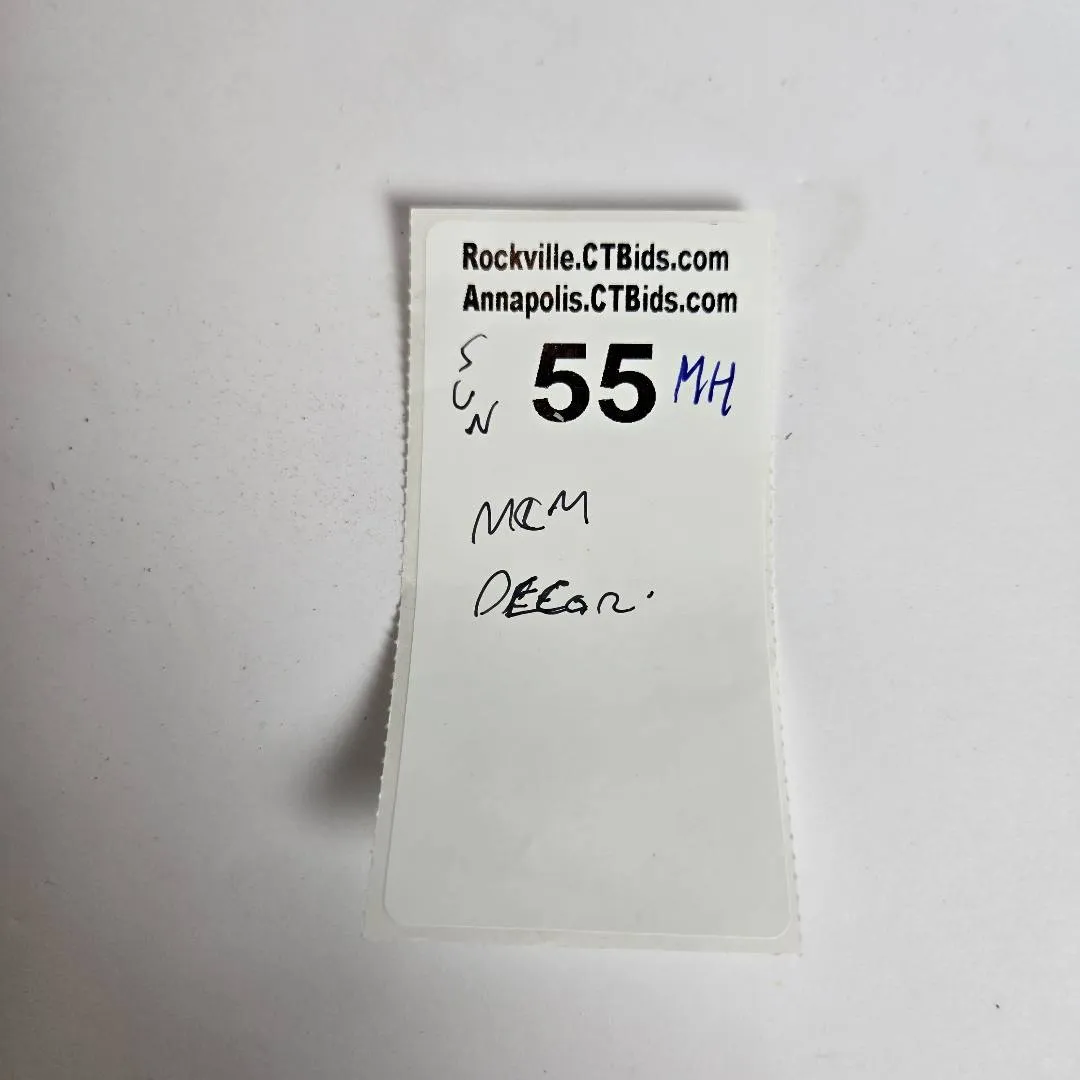 Rockville.CTBids.com
Annapolis.CTBids.com
SUN 55 MH
MCM
DECOR.